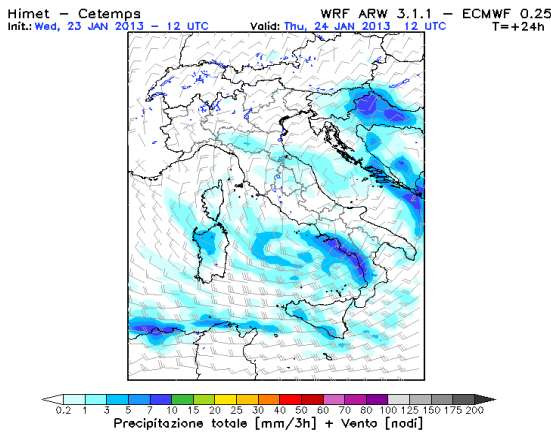 Himet – Cetemps WRF ARW 3.1.1 – ECMWF 0.25
Init.: Wed, 23 JAN 2013 – 12 UTC Valid: Thu, 24 JAN 2013 12 UTC T=+24h
0.2 1 3 5 7 10 15 20 25 30 40 50 60 70 80 90 100 125 150 175 200
Precipitazione totale [mm/3h] + Vento [nodi]